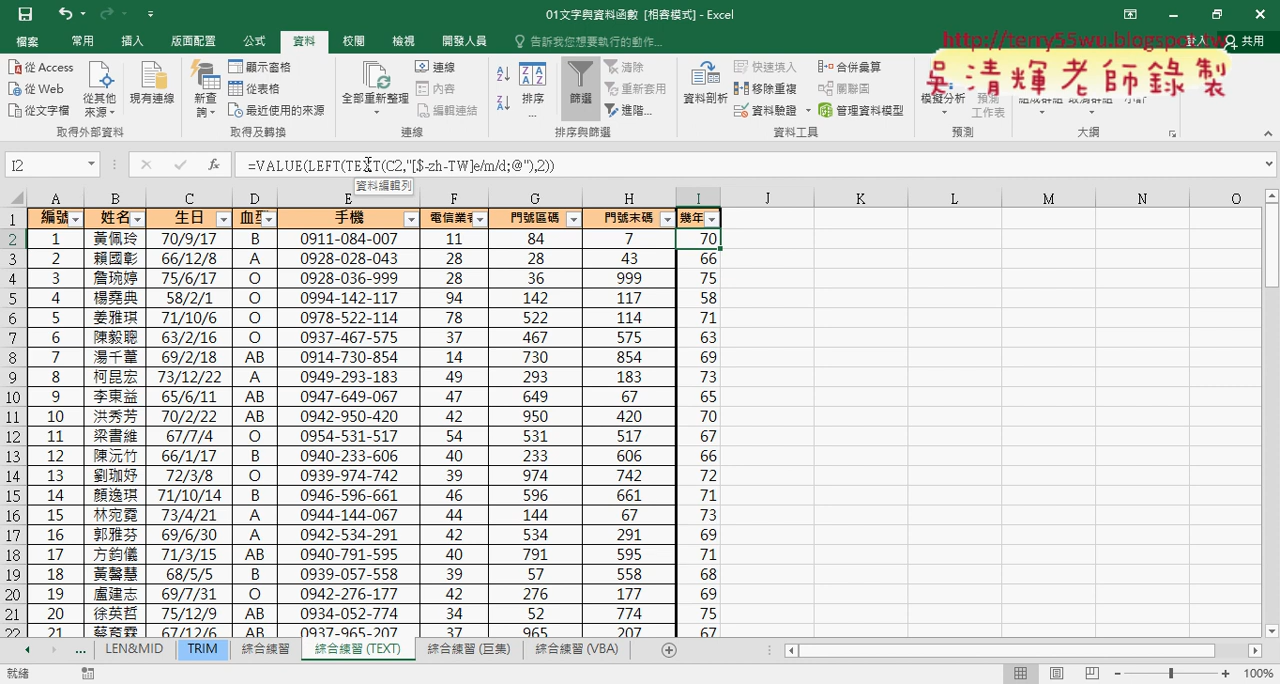 01文字與資料函數 [相容模式] - Excel
檔案 常用 插入 版面配置 公式 資料 校閱 檢視 開發人員 告訴我您想要執行的動作... 登入 共用
http://terry55wu.blogspot.tw
吳清輝老師錄製
從 Access 從 Web 從文字檔 從其他來源 現有連線 新查詢 顯示查詢 從表格 最近使用的來源 全部重新整理 連線 內容 編輯連結 排序... 篩選 清除 重新套用 進階... 資料剖析 快速填入 移除重複 資料驗證 合併彙算 關聯圖 管理資料模型 模擬分析 預測工作表
取得外部資料 取得及轉換 連線 排序與篩選 資料工具 預測 大綱
I2 =VALUE(LEFT(TEXT(C2,"[$-zh-TW]e/m/d;@"),2))
資料編輯列
A B C D E F G H I J K L M N O
1 編號 姓名 生日 血型 手機 電信業者 門號區碼 門號末碼 幾年
2 1 黃佩玲 70/9/17 B 0911-084-007 11 84 7 70
3 2 賴國彰 66/12/8 A 0928-028-043 28 28 43 66
4 3 詹琬婷 75/6/17 O 0928-036-999 28 36 999 75
5 4 楊堯典 58/2/1 O 0994-142-117 94 142 117 58
6 5 姜雅琪 71/10/6 O 0978-522-114 78 522 114 71
7 6 陳毅聰 63/2/16 O 0937-467-575 37 467 575 63
8 7 湯千薰 69/2/18 AB 0914-730-854 14 730 854 69
9 8 柯昆宏 73/12/22 A 0949-293-183 49 293 183 73
10 9 李東益 65/6/11 AB 0947-649-067 47 649 67 65
11 10 洪秀芳 70/2/22 AB 0942-950-420 42 950 420 70
12 11 梁書維 67/7/4 O 0954-531-517 54 531 517 67
13 12 陳沅竹 66/1/17 B 0940-233-606 40 233 606 66
14 13 劉珈妤 72/3/8 O 0939-974-742 39 974 742 72
15 14 顏逸琪 71/10/14 B 0946-596-661 46 596 661 71
16 15 林宛霓 73/4/21 A 0944-144-067 44 144 67 73
17 16 郭雅芬 69/6/30 A 0942-534-291 42 534 291 69
18 17 方鈞儀 71/3/15 AB 0940-791-595 40 791 595 71
19 18 黃馨慧 68/5/5 B 0939-057-558 39 57 558 68
20 19 盧建志 69/7/31 O 0942-276-177 42 276 177 69
21 20 徐英哲 75/12/9 AB 0934-052-774 34 52 774 75
22 21 蔡育霖 67/12/6 AB 0937-965-207 37 965 207 67
... LEN&MID TRIM 綜合練習 綜合練習 (TEXT) 綜合練習 (巨集) 綜合練習 (VBA)
就緒 100%